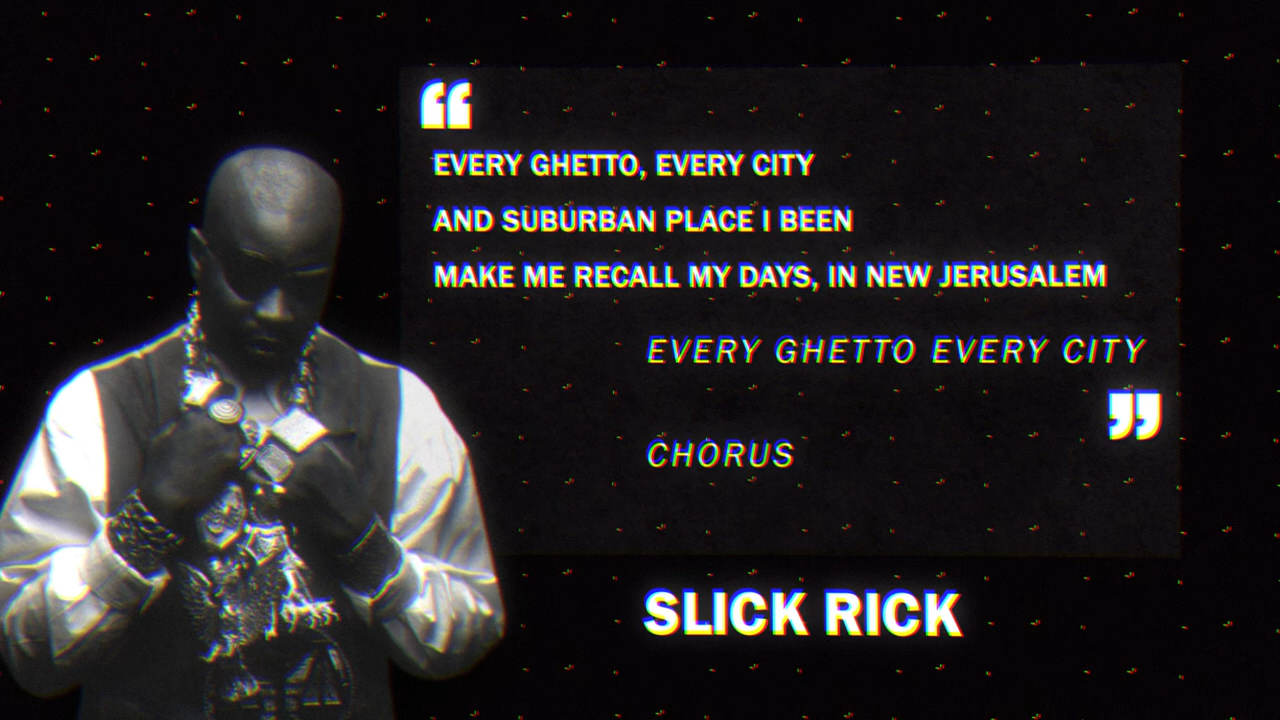 “
EVERY GHETTO, EVERY CITY
AND SUBURBAN PLACE I BEEN
MAKE ME RECALL MY DAYS, IN NEW JERUSALEM
EVERY GHETTO EVERY CITY
”
CHORUS
SLICK RICK